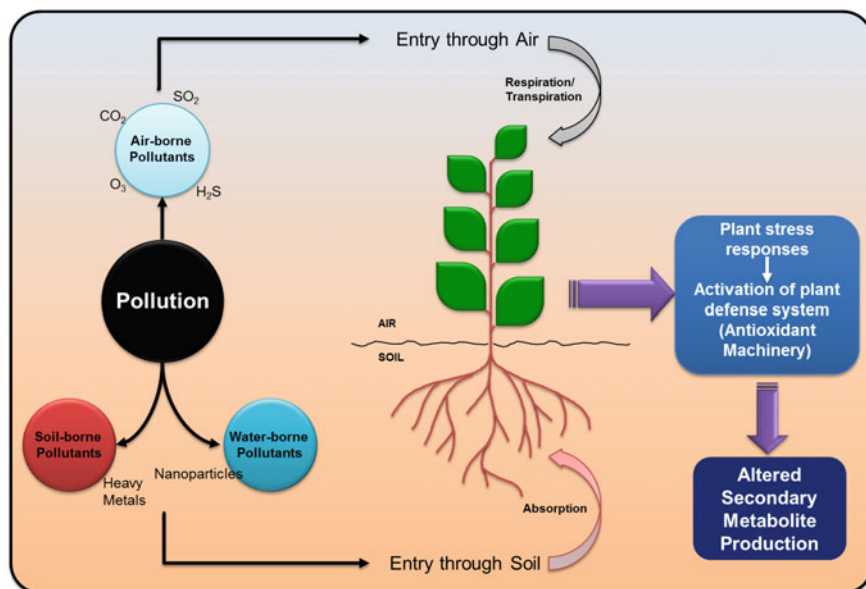 Entry through Air
Respiration/
Transpiration
SO₂
CO₂
Air-borne
Pollutants
O₃
H₂S
Pollution
Plant stress
responses
Activation of plant
defense system
(Antioxidant
Machinery)
AIR
SOIL
Soil-borne
Pollutants
Water-borne
Pollutants
Heavy
Metals
Nanoparticles
Absorption
Altered
Secondary
Metabolite
Production
Entry through Soil